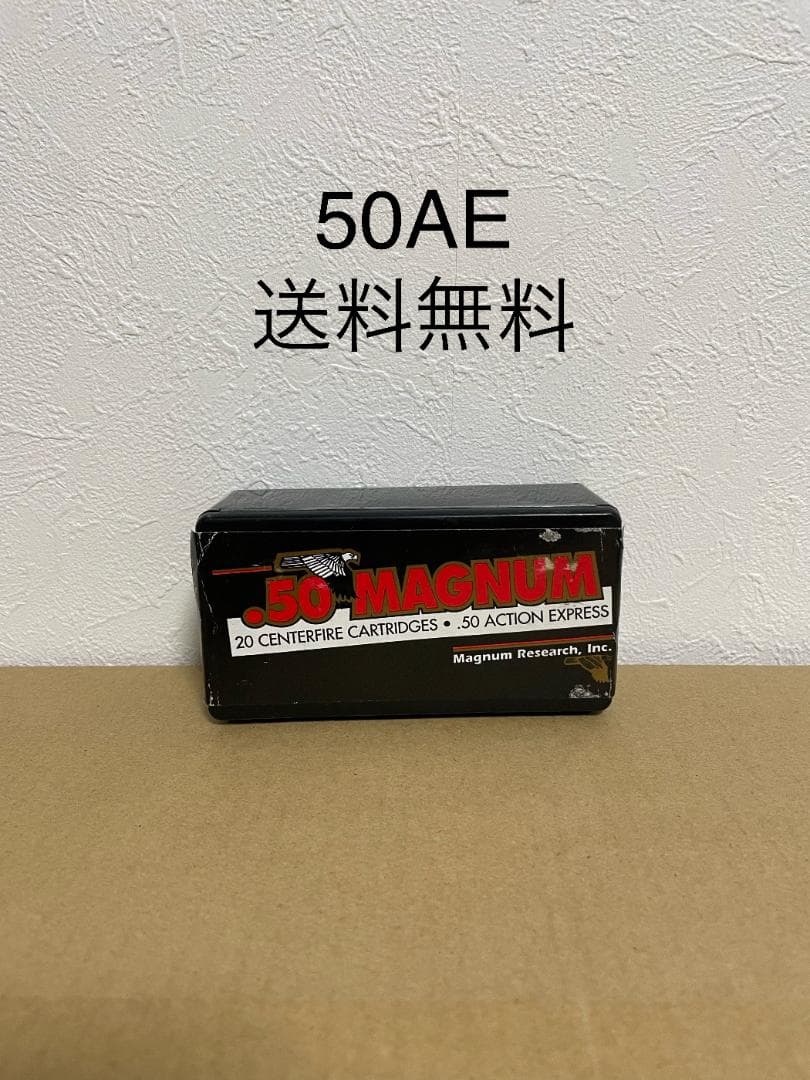 50AE
送料無料
.50 MAGNUM
20 CENTERFIRE CARTRIDGES • .50 ACTION EXPRESS
Magnum Research, Inc.